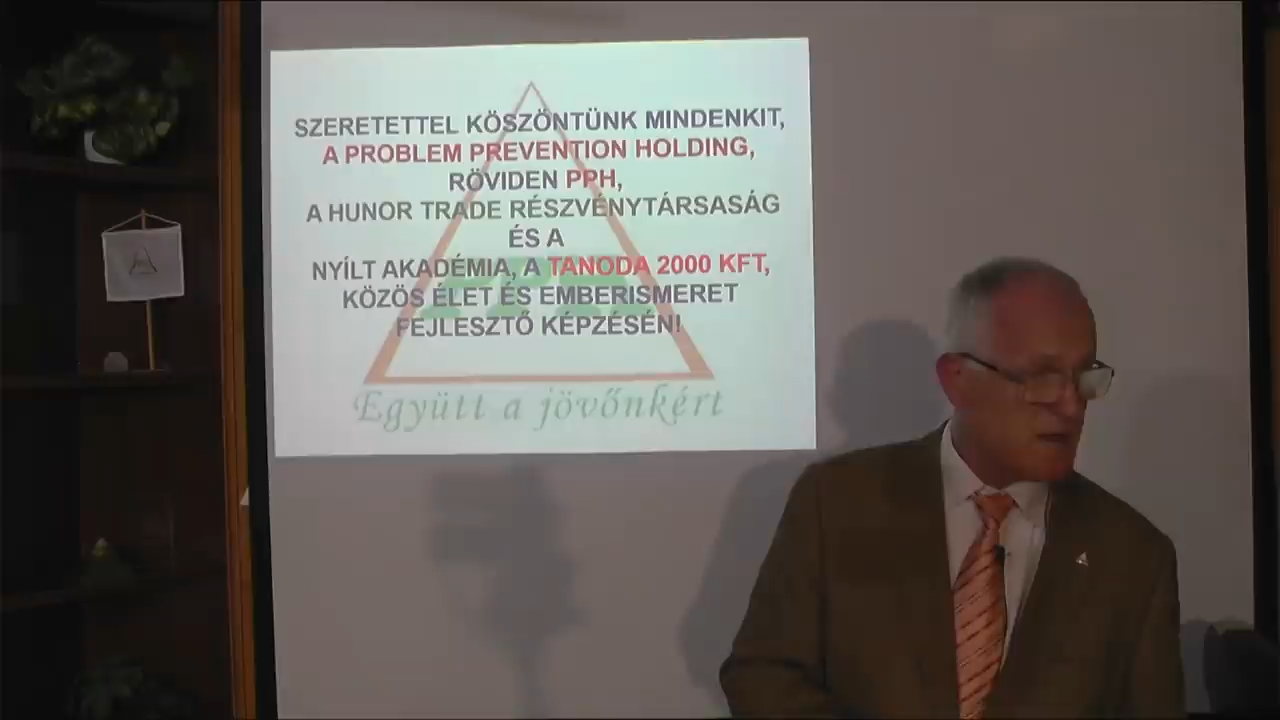 SZERETETTEL KÖSZÖNTÜNK MINDENKIT,
A PROBLEM PREVENTION HOLDING,
RÖVIDEN PPH,
A HUNOR TRADE RÉSZVÉNYTÁRSASÁG
ÉS A
NYÍLT AKADÉMIA, A TANODA 2000 KFT,
KÖZÖS ÉLET ÉS EMBERISMERET
FEJLESZTŐ KÉPZÉSÉN!
Együtt a jövőnkért